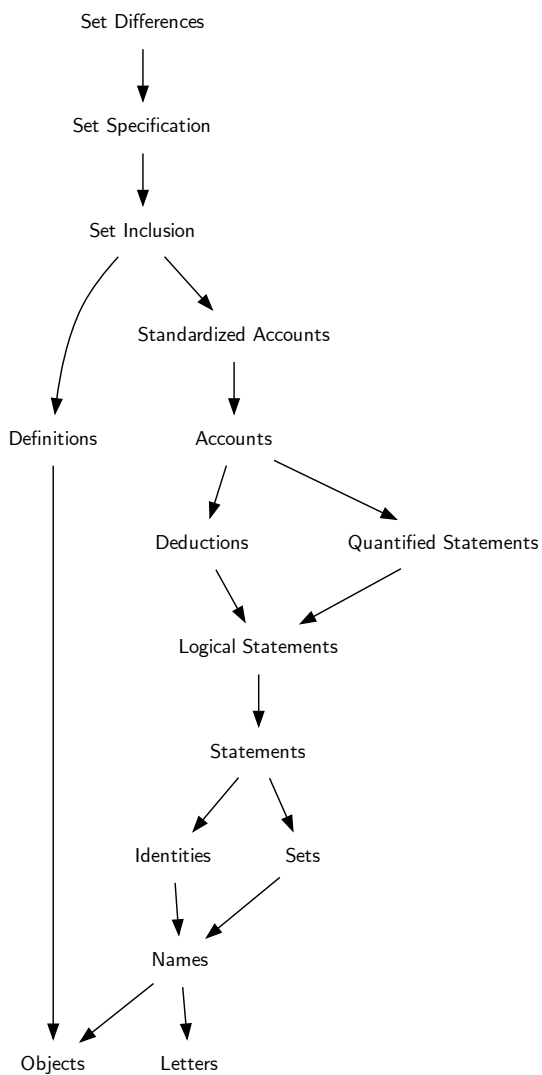 Set Differences
Set Specification
Set Inclusion
Standardized Accounts
Definitions
Accounts
Deductions
Quantified Statements
Logical Statements
Statements
Identities
Sets
Names
Objects
Letters